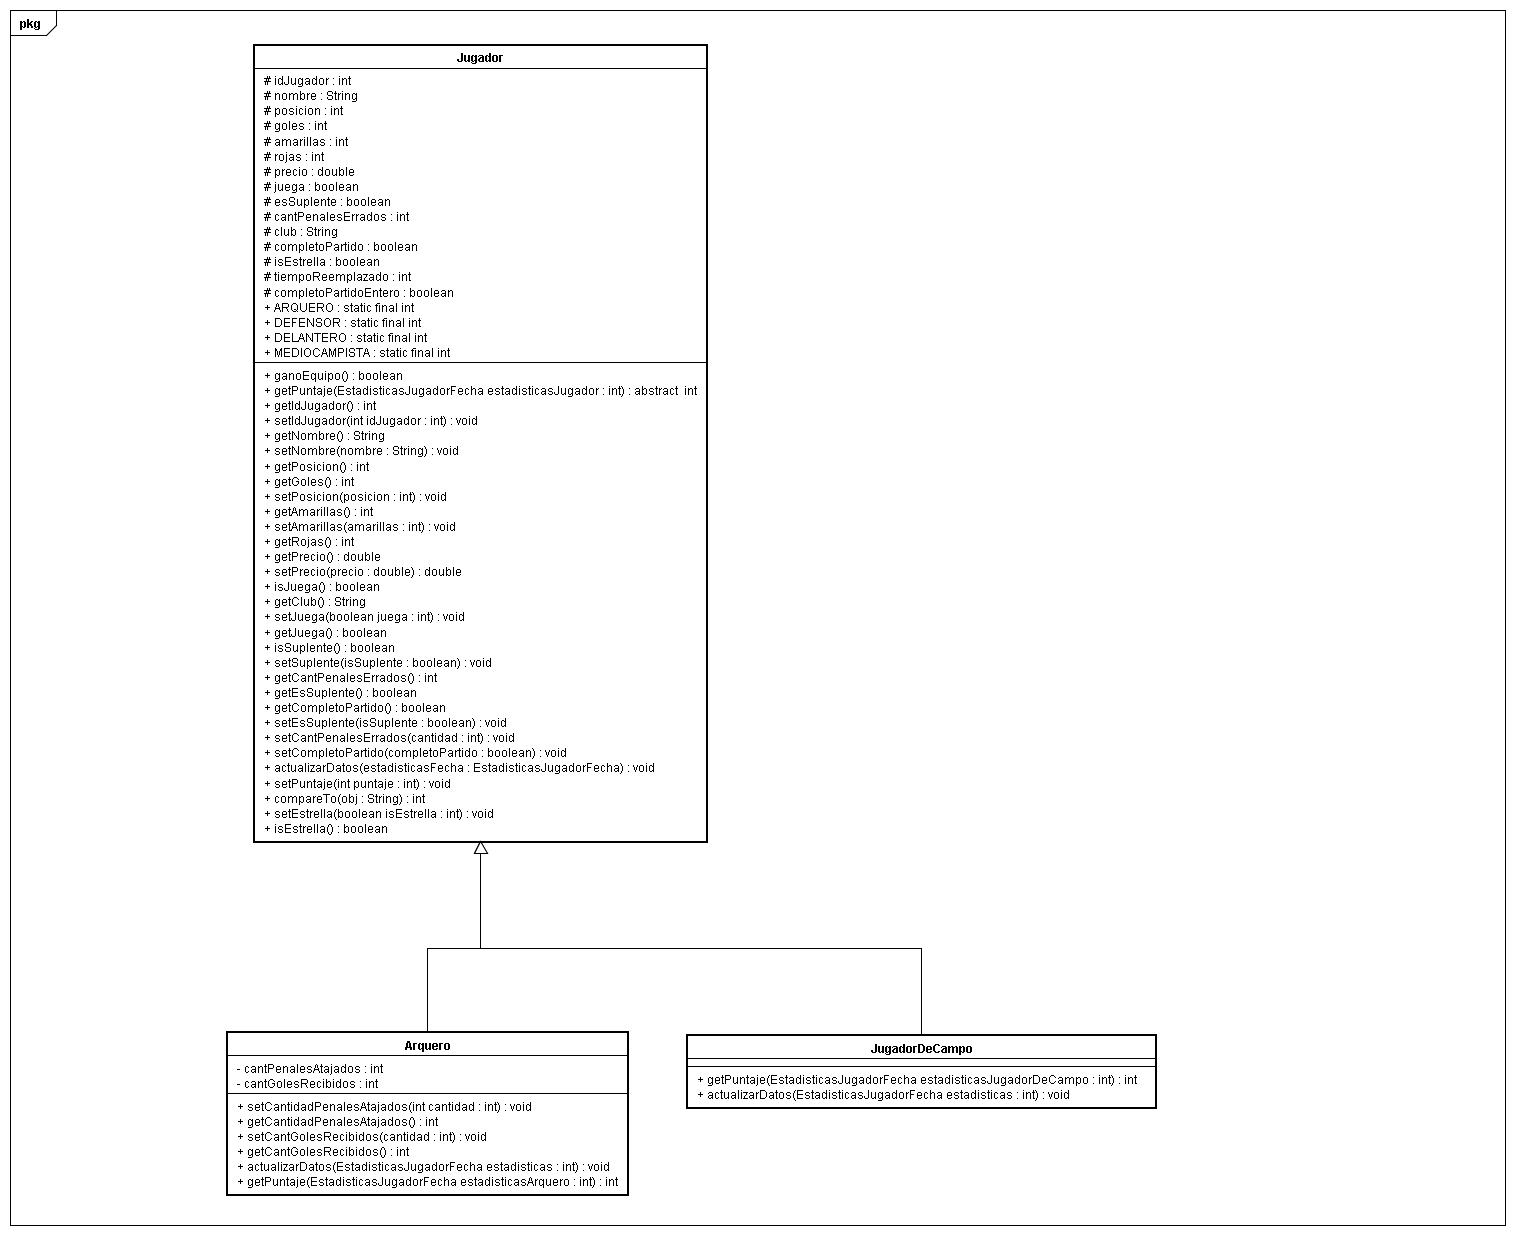 pkg
Jugador
# idJugador : int
# nombre : String
# posicion : int
# goles : int
# amarillas : int
# rojas : int
# precio : double
# juega : boolean
# esSuplente : boolean
# cantPenalesErrados : int
# club : String
# completoPartido : boolean
# isEstrella : boolean
# tiempoReemplazado : int
# completoPartidoEntero : boolean
+ ARQUERO : static final int
+ DEFENSOR : static final int
+ DELANTERO : static final int
+ MEDIOCAMPISTA : static final int
+ ganoEquipo() : boolean
+ getPuntaje(EstadisticasJugadorFecha estadisticasJugador : int) : abstract  int
+ getIdJugador() : int
+ setIdJugador(int idJugador : int) : void
+ getNombre() : String
+ setNombre(nombre : String) : void
+ getPosicion() : int
+ getGoles() : int
+ setPosicion(posicion : int) : void
+ getAmarillas() : int
+ setAmarillas(amarillas : int) : void
+ getRojas() : int
+ getPrecio() : double
+ setPrecio(precio : double) : double
+ isJuega() : boolean
+ getClub() : String
+ setJuega(boolean juega : int) : void
+ getJuega() : boolean
+ isSuplente() : boolean
+ setSuplente(isSuplente : boolean) : void
+ getCantPenalesErrados() : int
+ getEsSuplente() : boolean
+ getCompletoPartido() : boolean
+ setEsSuplente(isSuplente : boolean) : void
+ setCantPenalesErrados(cantidad : int) : void
+ setCompletoPartido(completoPartido : boolean) : void
+ actualizarDatos(estadisticasFecha : EstadisticasJugadorFecha) : void
+ setPuntaje(int puntaje : int) : void
+ compareTo(obj : String) : int
+ setEstrella(boolean isEstrella : int) : void
+ isEstrella() : boolean
Arquero
- cantPenalesAtajados : int
- cantGolesRecibidos : int
+ setCantidadPenalesAtajados(int cantidad : int) : void
+ getCantidadPenalesAtajados() : int
+ setCantGolesRecibidos(cantidad : int) : void
+ getCantGolesRecibidos() : int
+ actualizarDatos(EstadisticasJugadorFecha estadisticas : int) : void
+ getPuntaje(EstadisticasJugadorFecha estadisticasArquero : int) : int
JugadorDeCampo
+ getPuntaje(EstadisticasJugadorFecha estadisticasJugadorDeCampo : int) : int
+ actualizarDatos(EstadisticasJugadorFecha estadisticas : int) : void